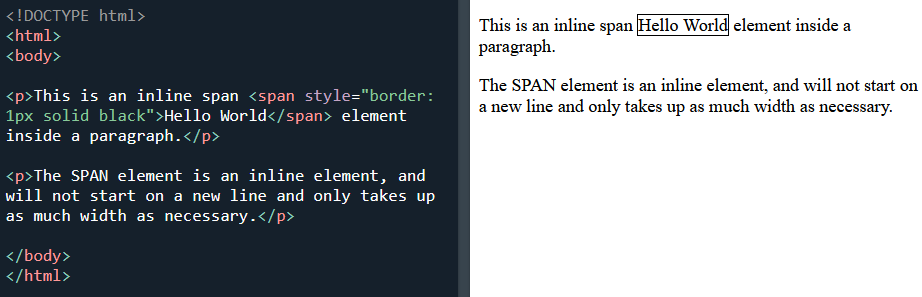 <!DOCTYPE html>
<html>
<body>
<p>This is an inline span <span style="border:
1px solid black">Hello World</span> element
inside a paragraph.</p>
<p>The SPAN element is an inline element, and
will not start on a new line and only takes up
as much width as necessary.</p>
</body>
</html>
This is an inline span Hello World element inside a
paragraph.
The SPAN element is an inline element, and will not start on
a new line and only takes up as much width as necessary.